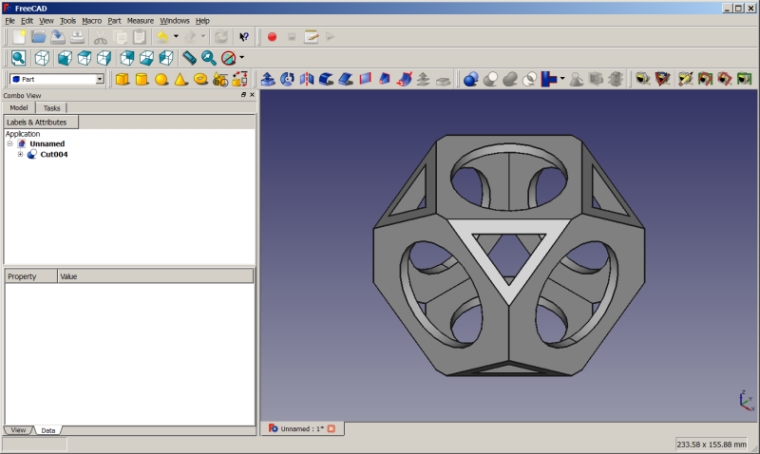 FreeCAD
File Edit View Tools Macro Part Measure Windows Help
Part
Combo View
Model Tasks
Labels & Attributes
Application
Unnamed
Cut004
Property Value
View Data
Unnamed : 1*
233.58 x 155.88 mm